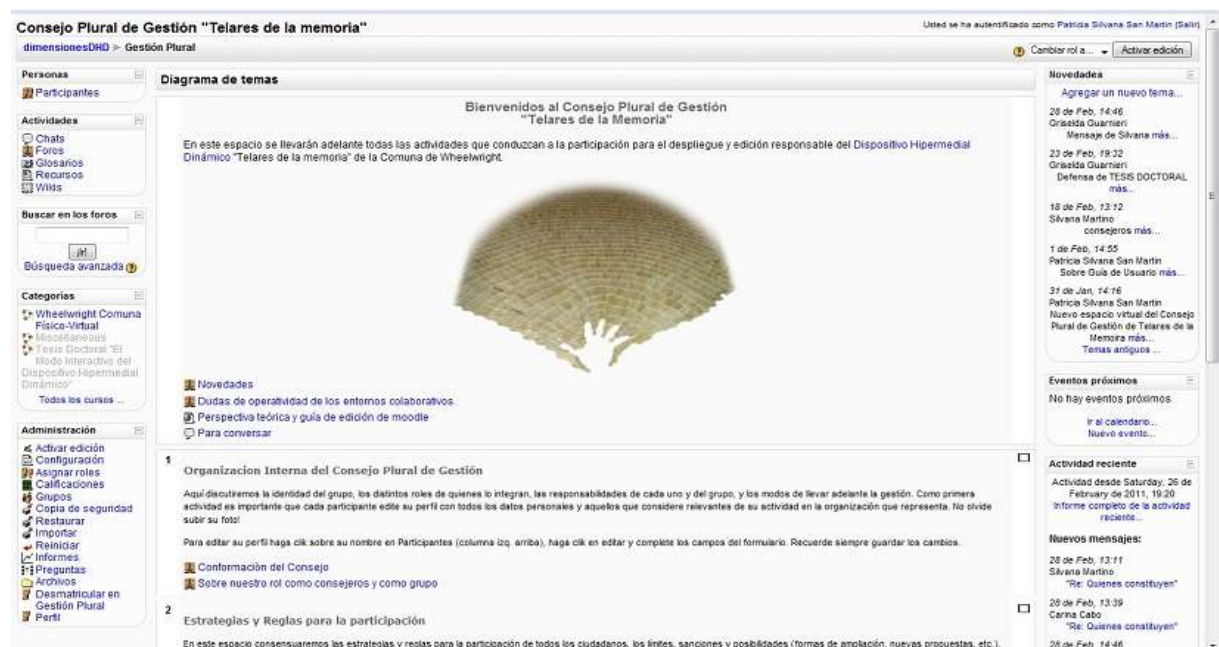 Consejo Plural de Gestión "Telares de la memoria"
Usted se ha autentificado como Patricia Silvana San Martin (Salir)
dimensionesDHD ► Gestión Plural
Cambiar rol a...
Activar edición
Personas
Participantes
Actividades
Chats
Foros
Glosarios
Recursos
Wikis
Buscar en los foros
Búsqueda avanzada
Categorías
Wheelwright Comuna
Físico-Virtual
Miscellaneous
Tesis Doctoral "El
Modo Interactivo del
Dispositivo Hipermedial
Dinámico"
Todos los cursos ...
Administración
Activar edición
Configuración
Asignar roles
Calificaciones
Grupos
Copia de seguridad
Restaurar
Importar
Reiniciar
Informes
Preguntas
Archivos
Desmatricular en
Gestión Plural
Perfil
Diagrama de temas
Bienvenidos al Consejo Plural de Gestión
"Telares de la Memoria"
En este espacio se llevarán adelante todas las actividades que conduzcan a la participación para el despliegue y edición responsable del Dispositivo Hipermedial
Dinámico "Telares de la memoria" de la Comuna de Wheelwright.
Novedades
Dudas de operatividad de los entornos colaborativos.
Perspectiva teórica y guía de edición de moodle
Para conversar
1
Organizacion Interna del Consejo Plural de Gestión
Aquí discutiremos la identidad del grupo, los distintos roles de quienes lo integran, las responsabilidades de cada uno y del grupo, y los modos de llevar adelante la gestión. Como primera
actividad es importante que cada participante edite su perfil con todos los datos personales y aquellos que considere relevantes de su actividad en la organización que representa. No olvide
subir su foto!
Para editar su perfil haga clik sobre su nombre en Participantes (columna izq. arriba), haga clik en editar y complete los campos del formulario. Recuerde siempre guardar los cambios.
Conformación del Consejo
Sobre nuestro rol como consejeros y como grupo
2
Estrategias y Reglas para la participación
En este espacio consensuaremos las estrategias y reglas para la participación de todos los ciudadanos, los límites, sanciones y posibilidades (formas de ampliación, nuevas propuestas, etc.).
Novedades
Agregar un nuevo tema...
28 de Feb, 14:46
Griselda Guarnieri
Mensaje de Silvana más...
23 de Feb, 19:32
Griselda Guarnieri
Defensa de TESIS DOCTORAL
más...
18 de Feb, 13:12
Silvana Martino
consejeros más...
1 de Feb, 14:55
Patricia Silvana San Martin
Sobre Guía de Usuario más...
31 de Jan, 14:16
Patricia Silvana San Martin
Nuevo espacio virtual del Consejo
Plural de Gestión de Telares de la
Memoira más...
Temas antiguos ...
Eventos próximos
No hay eventos próximos
Ir al calendario...
Nuevo evento...
Actividad reciente
Actividad desde Saturday, 26 de
February de 2011, 19:20
Informe completo de la actividad
reciente...
Nuevos mensajes:
28 de Feb, 13:11
Silvana Martino
"Re: Quienes constituyen"
28 de Feb, 13:39
Carina Cabo
"Re: Quienes constituyen"
28 de Feb, 14:46